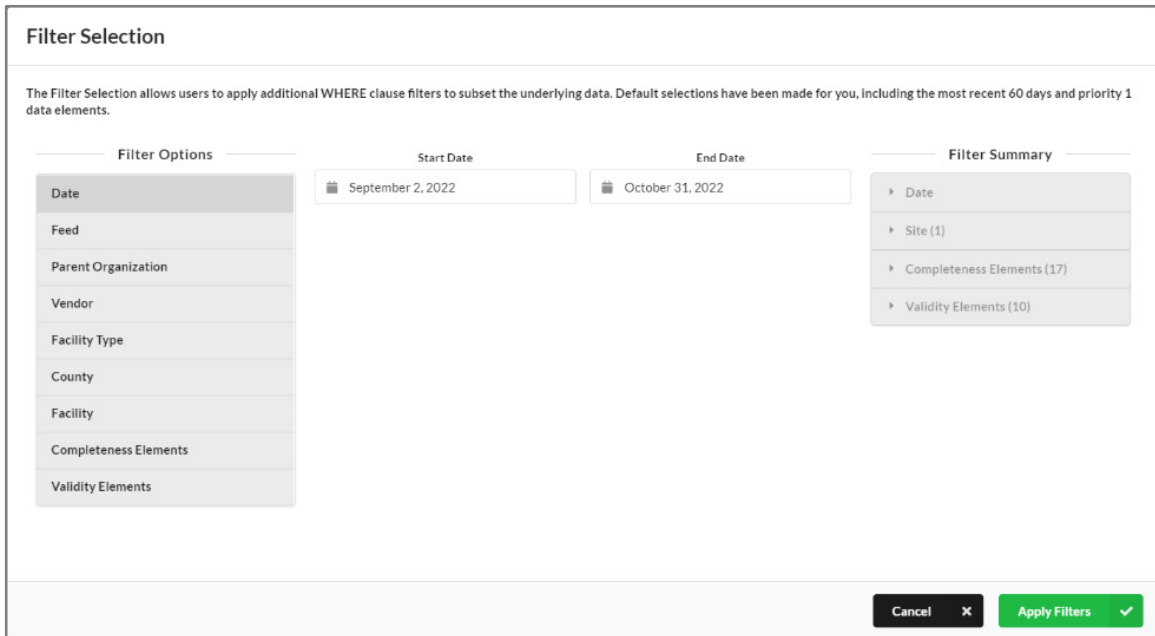 Filter Selection
The Filter Selection allows users to apply additional WHERE clause filters to subset the underlying data. Default selections have been made for you, including the most recent 60 days and priority 1
data elements.
Filter Options
Date
Feed
Parent Organization
Vendor
Facility Type
County
Facility
Completeness Elements
Validity Elements
Start Date
September 2, 2022
End Date
October 31, 2022
Filter Summary
Date
Site (1)
Completeness Elements (17)
Validity Elements (10)
Cancel
Apply Filters